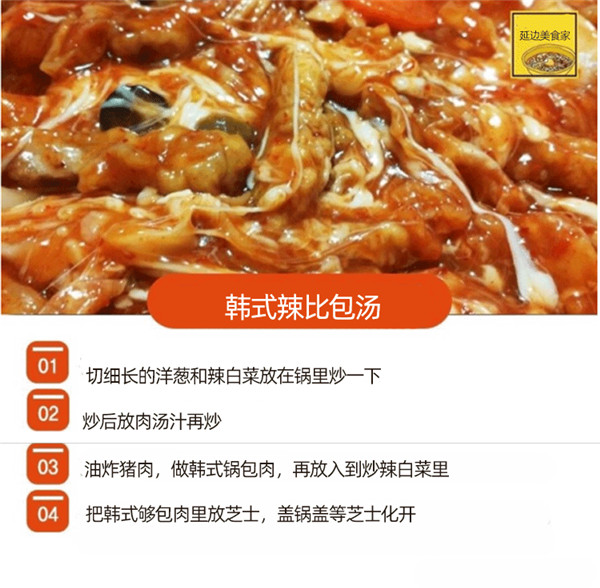 延边美食家
韩式辣比包汤
01 切细长的洋葱和辣白菜放在锅里炒一下
02 炒后放肉汤汁再炒
03 油炸猪肉，做韩式锅包肉，再放入到炒辣白菜里
04 把韩式够包肉里放芝士，盖锅盖等芝士化开